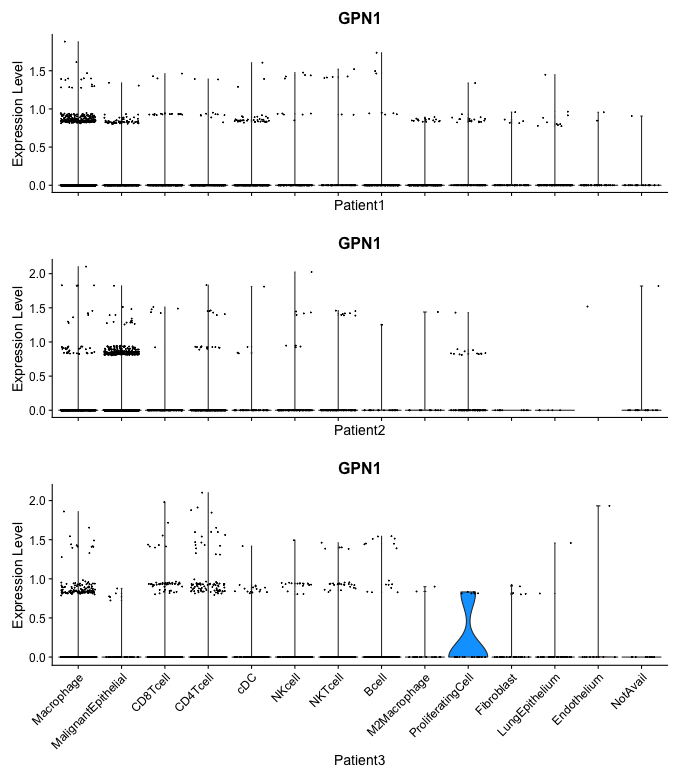 GPN1
Expression Level
1.5
1.0
0.5
0.0
Patient1
GPN1
Expression Level
2.0
1.5
1.0
0.5
0.0
Patient2
GPN1
Expression Level
2.0
1.5
1.0
0.5
0.0
Macrophage
MalignantEpithelial
CD8Tcell
CD4Tcell
cDC
NKcell
NKTcell
Bcell
M2Macrophage
ProliferatingCell
Fibroblast
LungEpithelium
Endothelium
NotAvail
Patient3